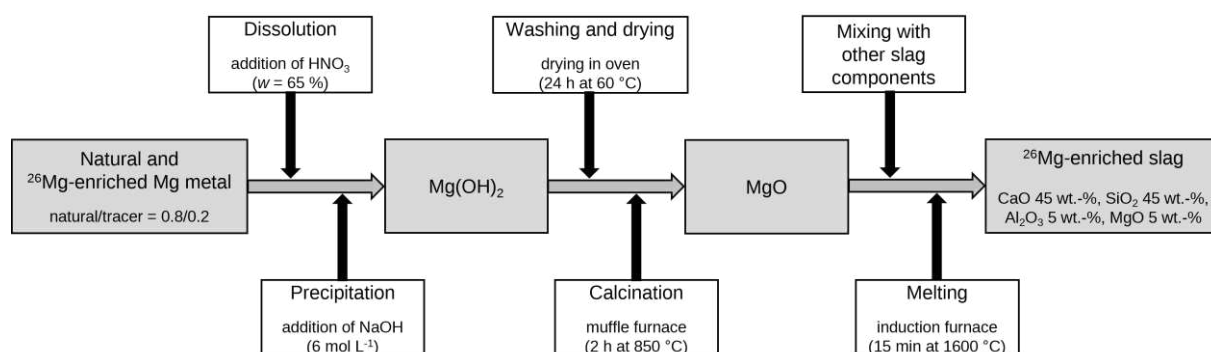 Dissolution
addition of HNO₃
(w = 65 %)
Washing and drying
drying in oven
(24 h at 60 °C)
Mixing with
other slag
components
Natural and
²⁶Mg-enriched Mg metal
natural/tracer = 0.8/0.2
Mg(OH)₂
MgO
²⁶Mg-enriched slag
CaO 45 wt.-%, SiO₂ 45 wt.-%,
Al₂O₃ 5 wt.-%, MgO 5 wt.-%
Precipitation
addition of NaOH
(6 mol L⁻¹)
Calcination
muffle furnace
(2 h at 850 °C)
Melting
induction furnace
(15 min at 1600 °C)